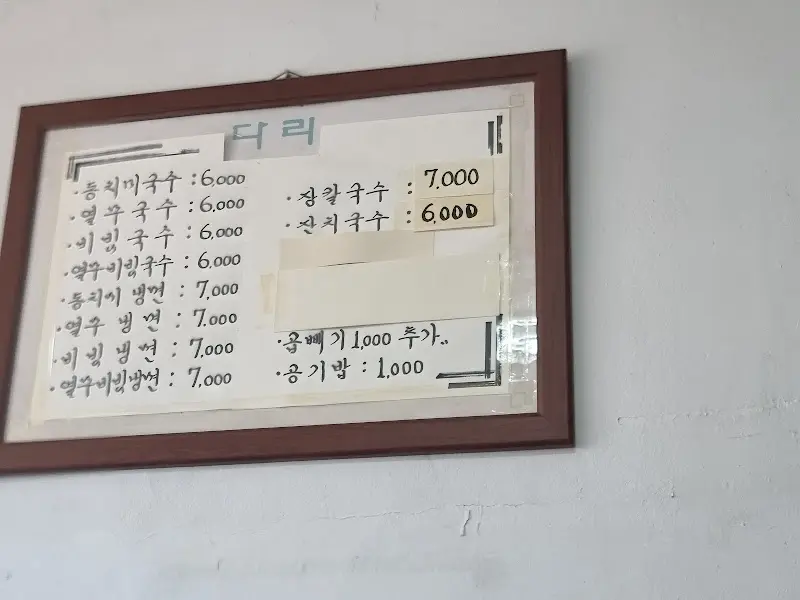 다리
·동치미국수 : 6,000
·열무국수 : 6,000
·비빔국수 : 6,000
·열무비빔국수 : 6,000
·동치미 냉면 : 7,000
·열무 냉면 : 7,000
·비빔 냉면 : 7,000
·열무비빔냉면 : 7,000
·장칼국수 : 7,000
·잔치국수 : 6,000
·곱빼기 1,000 추가..
·공기밥 : 1,000